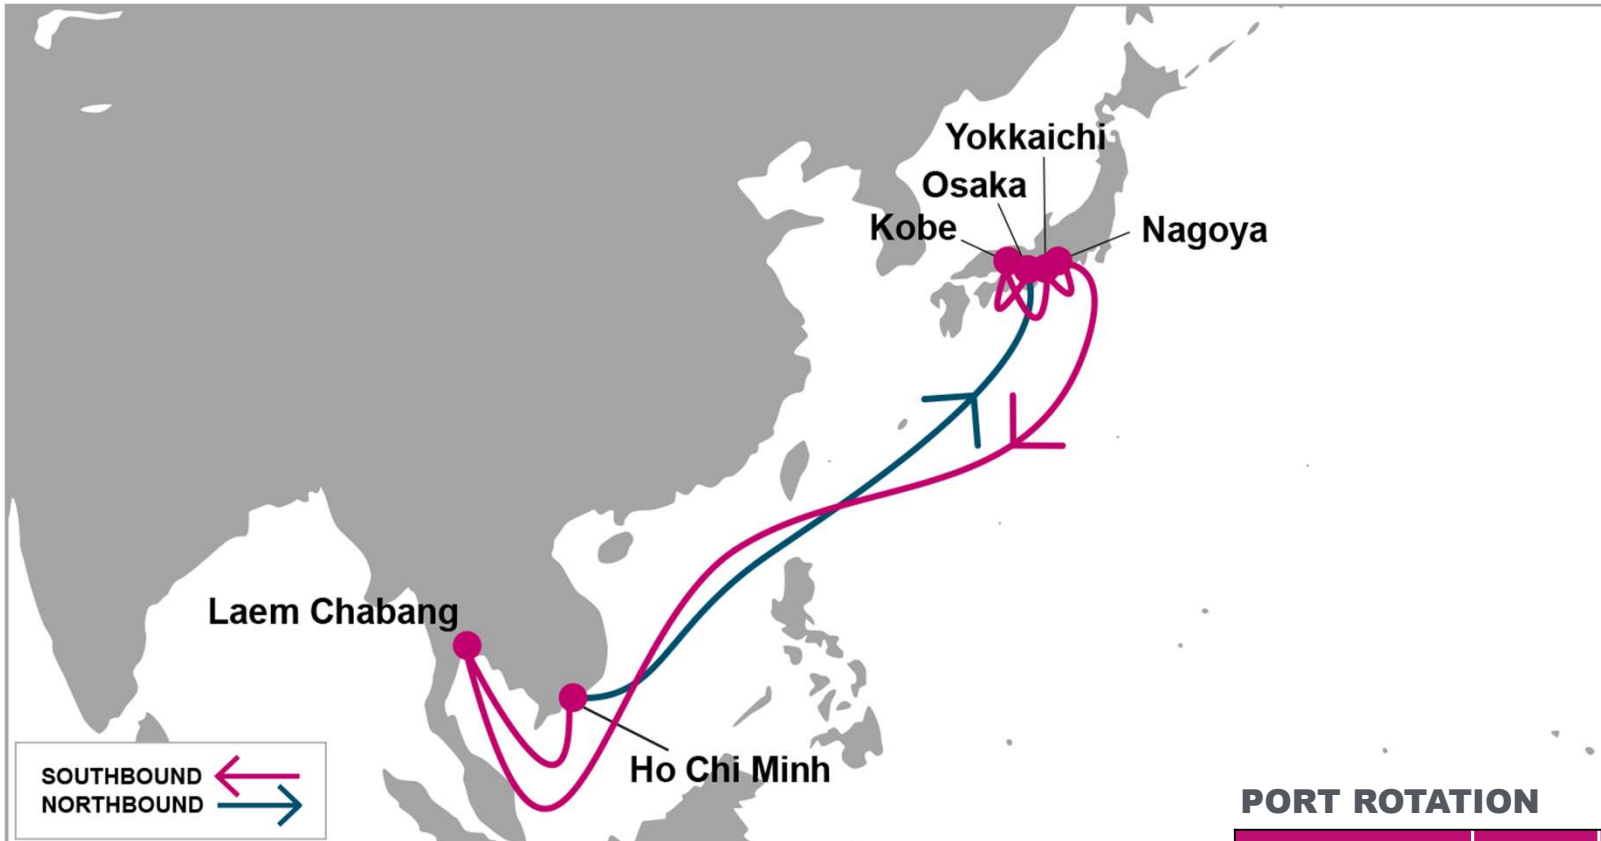 Yokkaichi
Osaka
Kobe
Nagoya
Laem Chabang
Ho Chi Minh
SOUTHBOUND
NORTHBOUND
PORT ROTATION